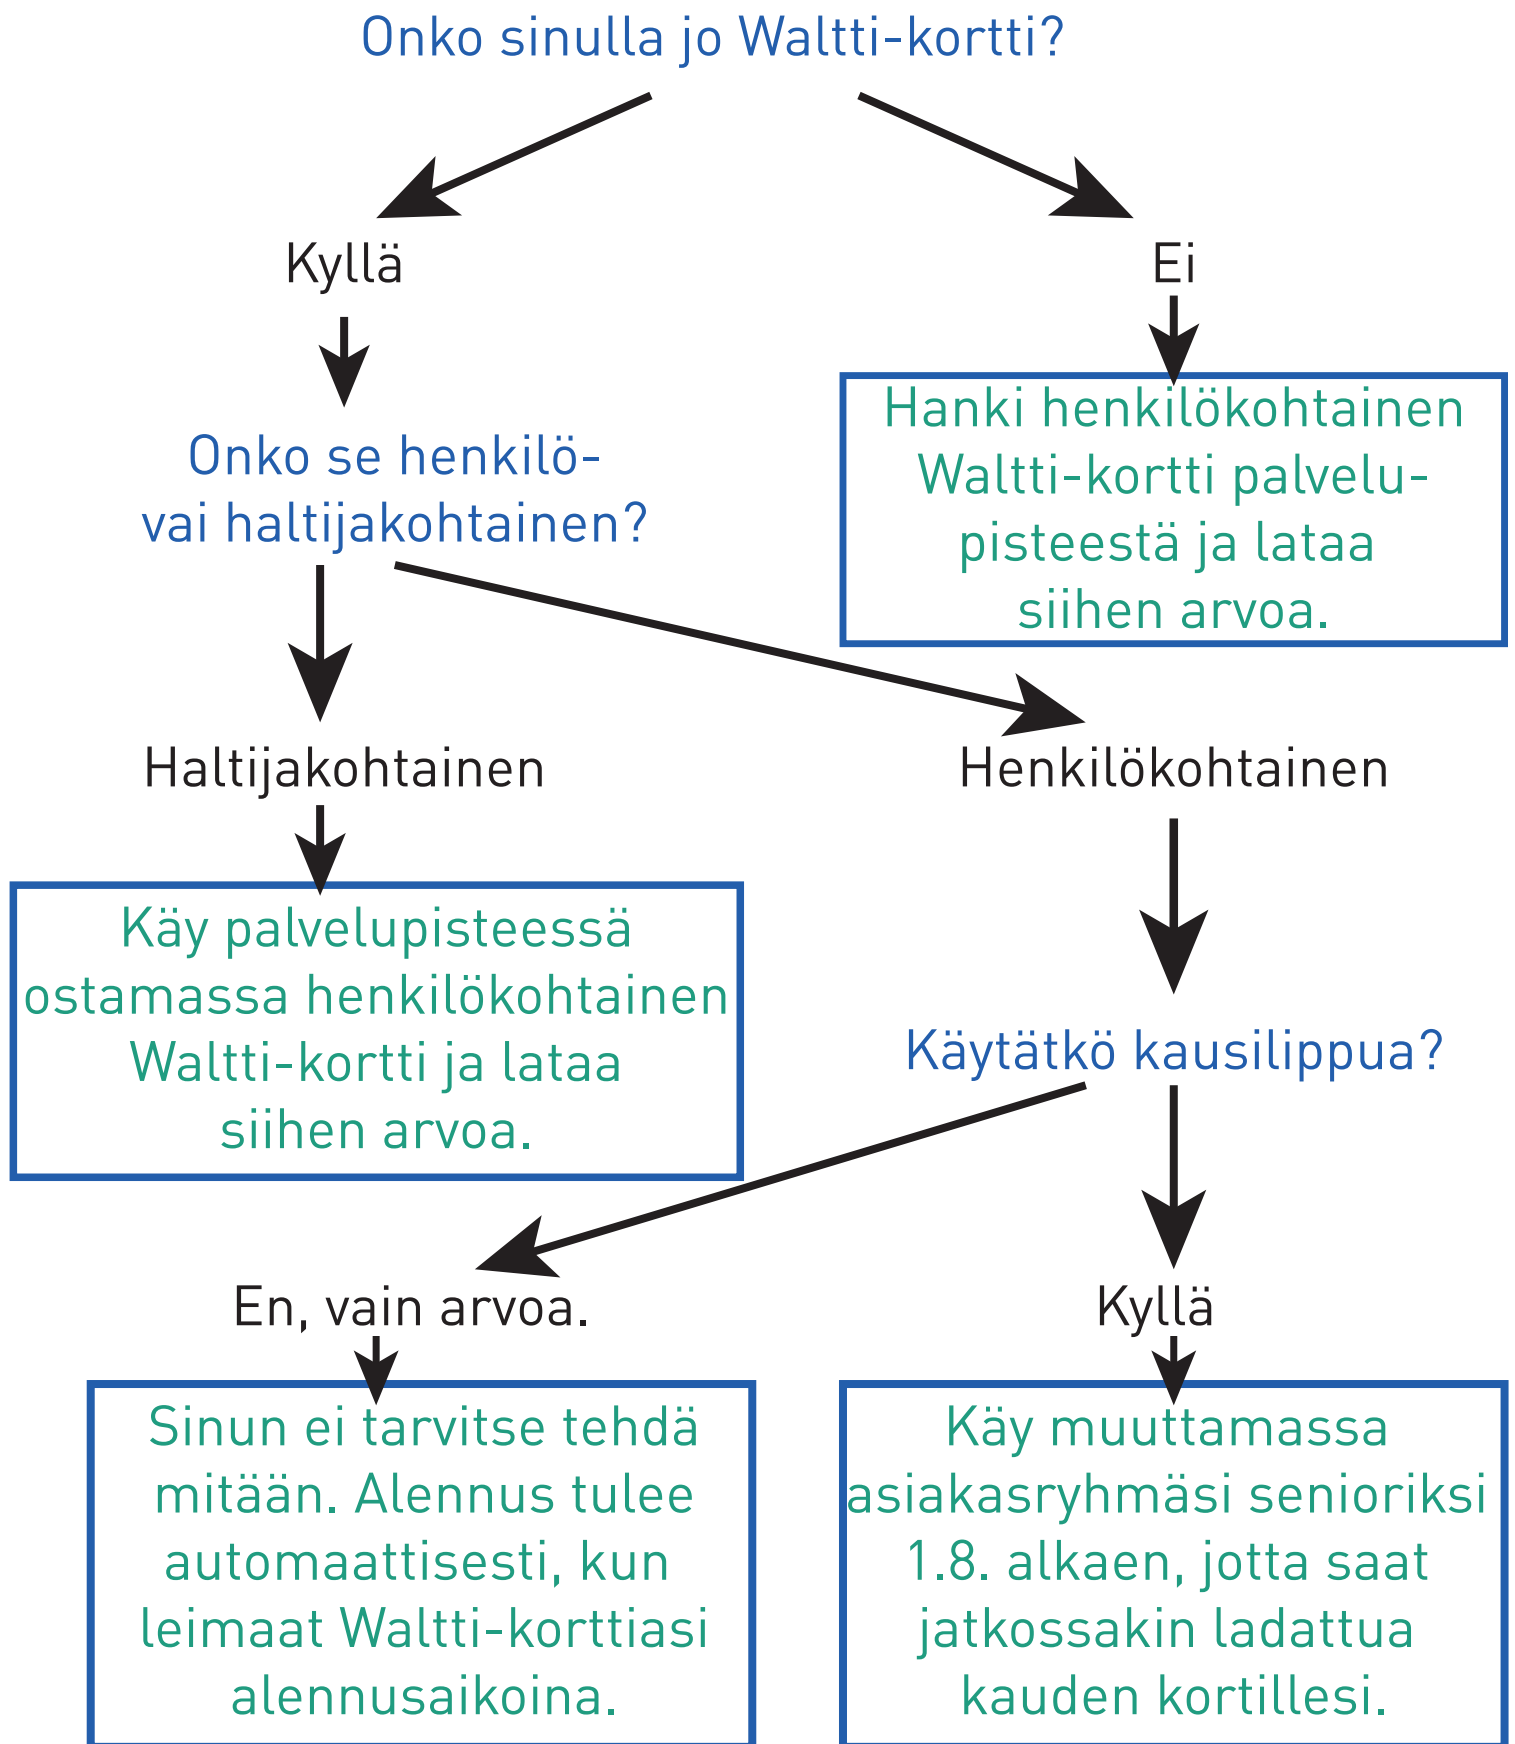 Onko sinulla jo Waltti-kortti?
Kyllä
Ei
Hanki henkilökohtainen
Waltti-kortti palvelu-
pisteestä ja lataa
siihen arvoa.
Onko se henkilö-
vai haltijakohtainen?
Haltijakohtainen
Henkilökohtainen
Käy palvelupisteessä
ostamassa henkilökohtainen
Waltti-kortti ja lataa
siihen arvoa.
Käytätkö kausilippua?
En, vain arvoa.
Kyllä
Sinun ei tarvitse tehdä
mitään. Alennus tulee
automaattisesti, kun
leimaat Waltti-korttiasi
alennusaikoina.
Käy muuttamassa
asiakasryhmäsi senioriksi
1.8. alkaen, jotta saat
jatkossakin ladattua
kauden kortillesi.